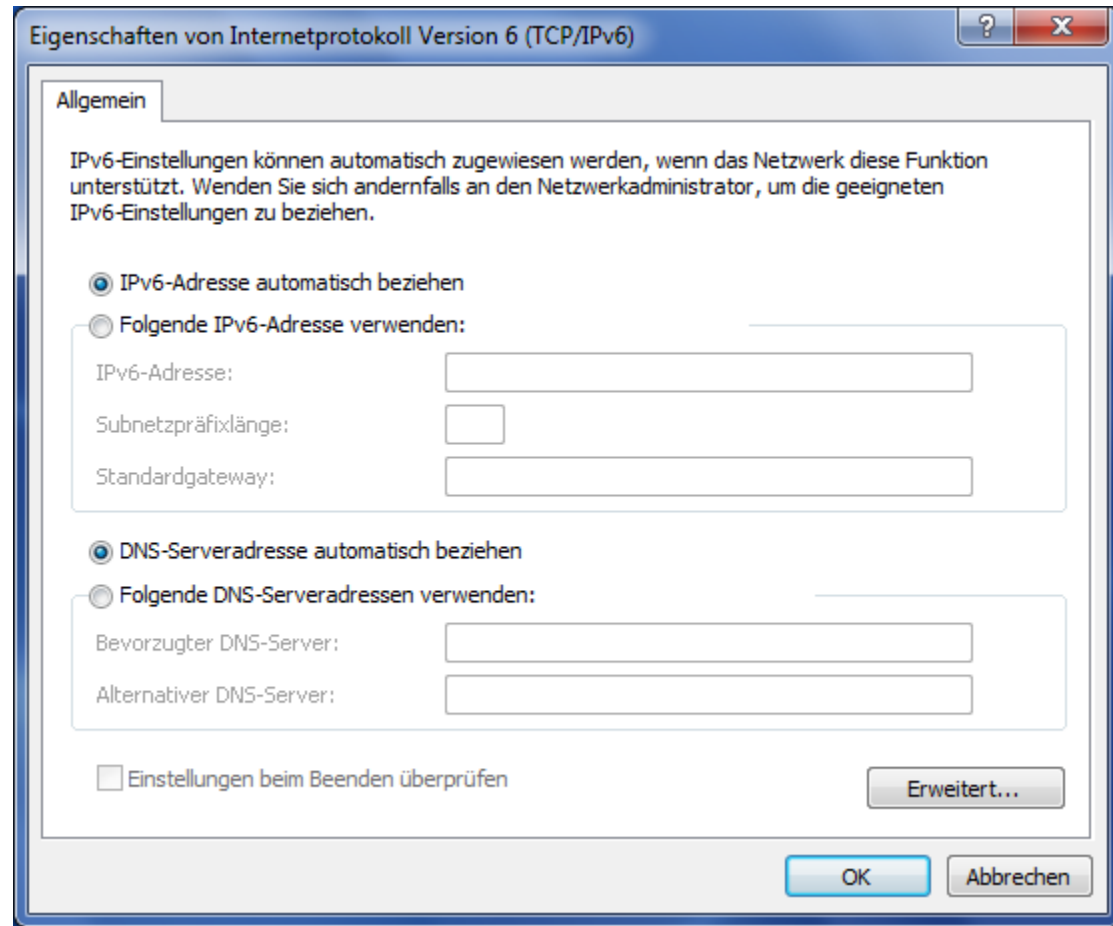 Eigenschaften von Internetprotokoll Version 6 (TCP/IPv6)
Allgemein
IPv6-Einstellungen können automatisch zugewiesen werden, wenn das Netzwerk diese Funktion
unterstützt. Wenden Sie sich andernfalls an den Netzwerkadministrator, um die geeigneten
IPv6-Einstellungen zu beziehen.
IPv6-Adresse automatisch beziehen
Folgende IPv6-Adresse verwenden:
IPv6-Adresse:
Subnetzpräfixlänge:
Standardgateway:
DNS-Serveradresse automatisch beziehen
Folgende DNS-Serveradressen verwenden:
Bevorzugter DNS-Server:
Alternativer DNS-Server:
Einstellungen beim Beenden überprüfen
Erweitert...
OK Abbrechen